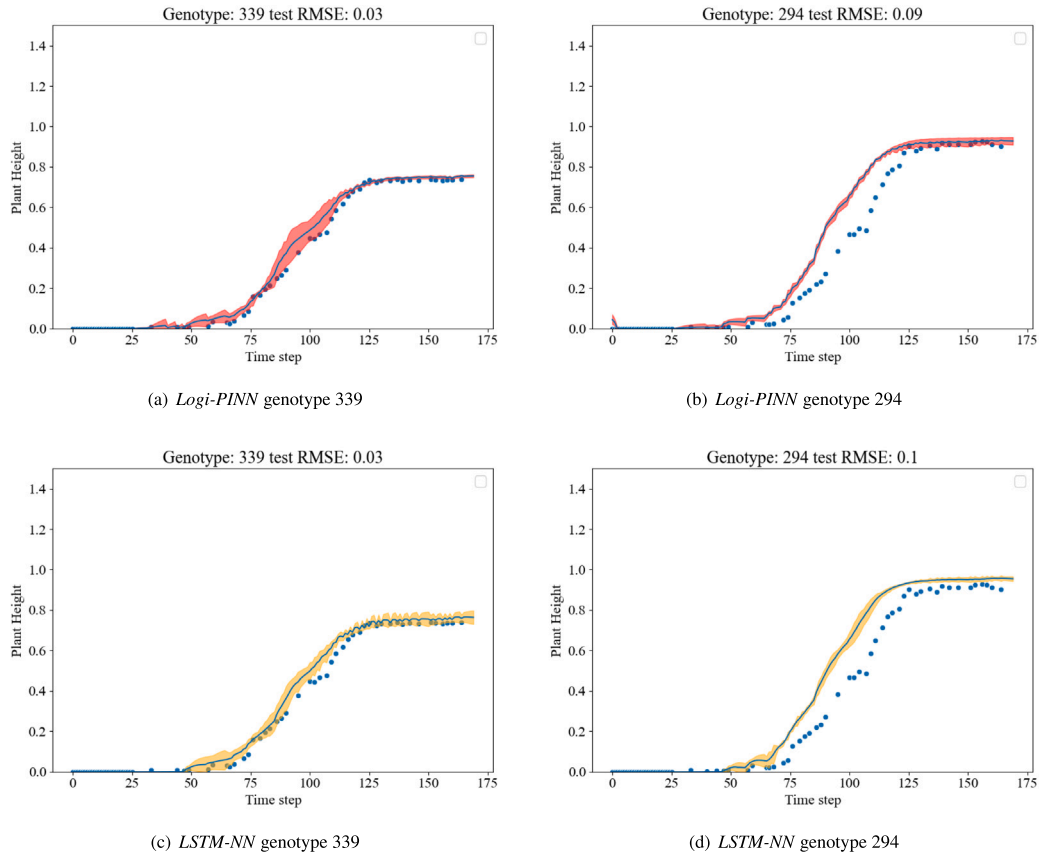 Genotype: 339 test RMSE: 0.03
1.4
1.2
1.0
0.8
0.6
0.4
0.2
0.0
Plant Height
0 25 50 75 100 125 150 175
Time step
(a) Logi-PINN genotype 339
Genotype: 294 test RMSE: 0.09
1.4
1.2
1.0
0.8
0.6
0.4
0.2
0.0
Plant Height
0 25 50 75 100 125 150 175
Time step
(b) Logi-PINN genotype 294
Genotype: 339 test RMSE: 0.03
1.4
1.2
1.0
0.8
0.6
0.4
0.2
0.0
Plant Height
0 25 50 75 100 125 150 175
Time step
(c) LSTM-NN genotype 339
Genotype: 294 test RMSE: 0.1
1.4
1.2
1.0
0.8
0.6
0.4
0.2
0.0
Plant Height
0 25 50 75 100 125 150 175
Time step
(d) LSTM-NN genotype 294